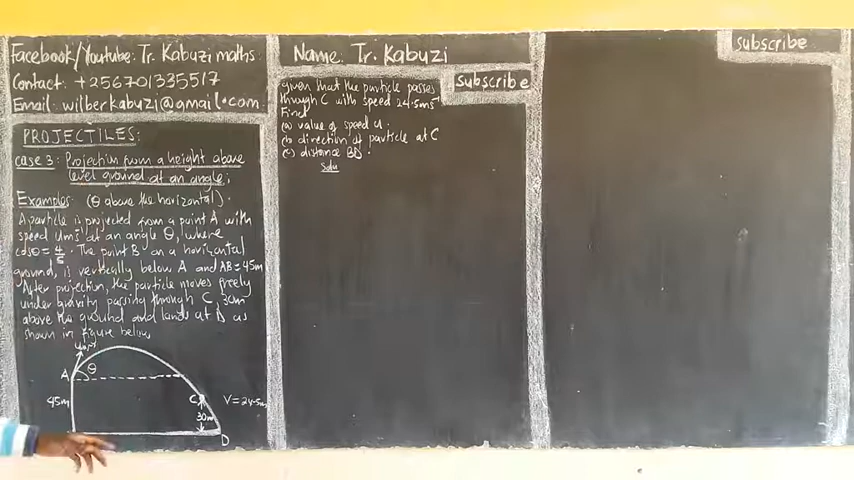 Facebook/Youtube: Tr. Kabuzi maths
Contact: +256701335517
Email: wilberkabuzi@gmail.com
PROJECTILES:
case 3: Projection from a height above
level ground at an angle;
Examples: (θ above the horizontal).
A particle is projected from a point A with
speed ums⁻¹ at an angle θ, where
cosθ = 4/5. The point B on a horizontal
ground, is vertically below A and AB=45m
After projection, the particle moves freely
under gravity passing through C, 30m
above the ground and lands at D as
shown in figure below
ums⁻¹
A θ
45m
C
30m
V=24.5m
D
Name: Tr. Kabuzi
subscribe
given that the particle passes
through C with speed 24.5ms⁻¹
Find
(a) value of speed u.
(b) direction of particle at C
(c) distance BD.
Soln
subscribe